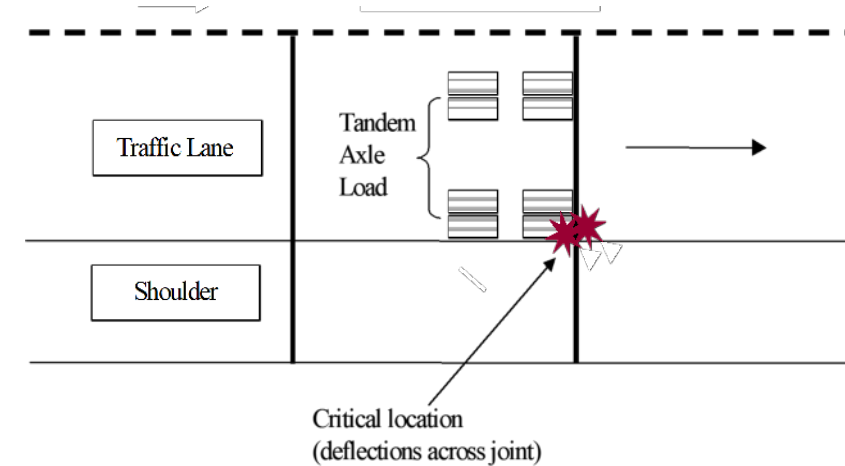 Traffic Lane
Tandem
Axle
Load
Shoulder
Critical location
(deflections across joint)